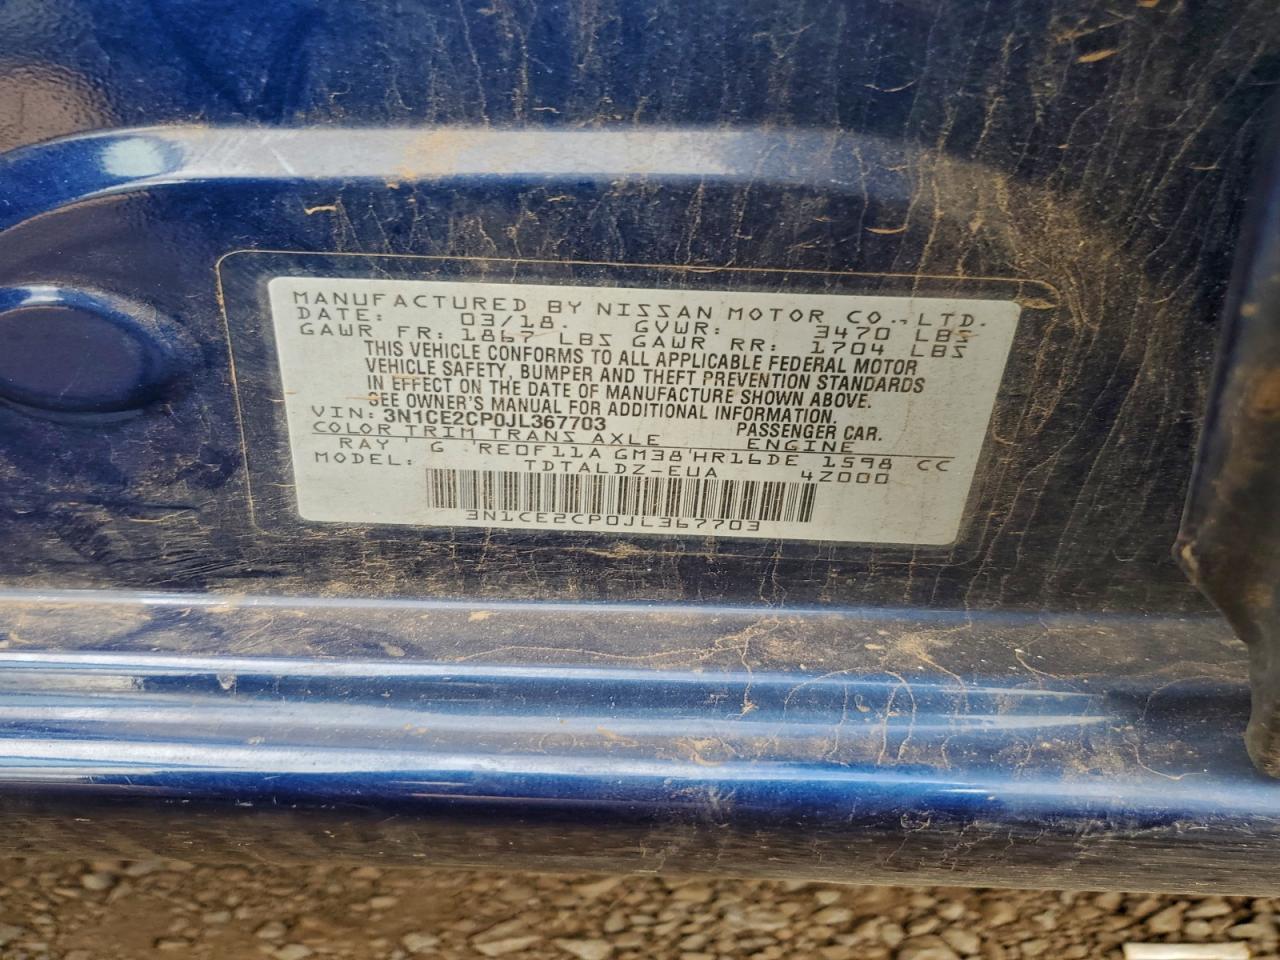 MANUFACTURED BY NISSAN MOTOR CO., LTD.
DATE: 03/18. GVWR: 3470 LBS
GAWR FR: 1867 LBS GAWR RR: 1704 LBS
THIS VEHICLE CONFORMS TO ALL APPLICABLE FEDERAL MOTOR
VEHICLE SAFETY, BUMPER AND THEFT PREVENTION STANDARDS
IN EFFECT ON THE DATE OF MANUFACTURE SHOWN ABOVE.
SEE OWNER'S MANUAL FOR ADDITIONAL INFORMATION.
VIN: 3N1CE2CP0JL367703 PASSENGER CAR.
COLOR TRIM TRANS AXLE ENGINE
RAY G RE0F11A GM38 HR16DE 1598 CC
MODEL: TDTALDZ-EUA 4Z000
3N1CE2CP0JL367703